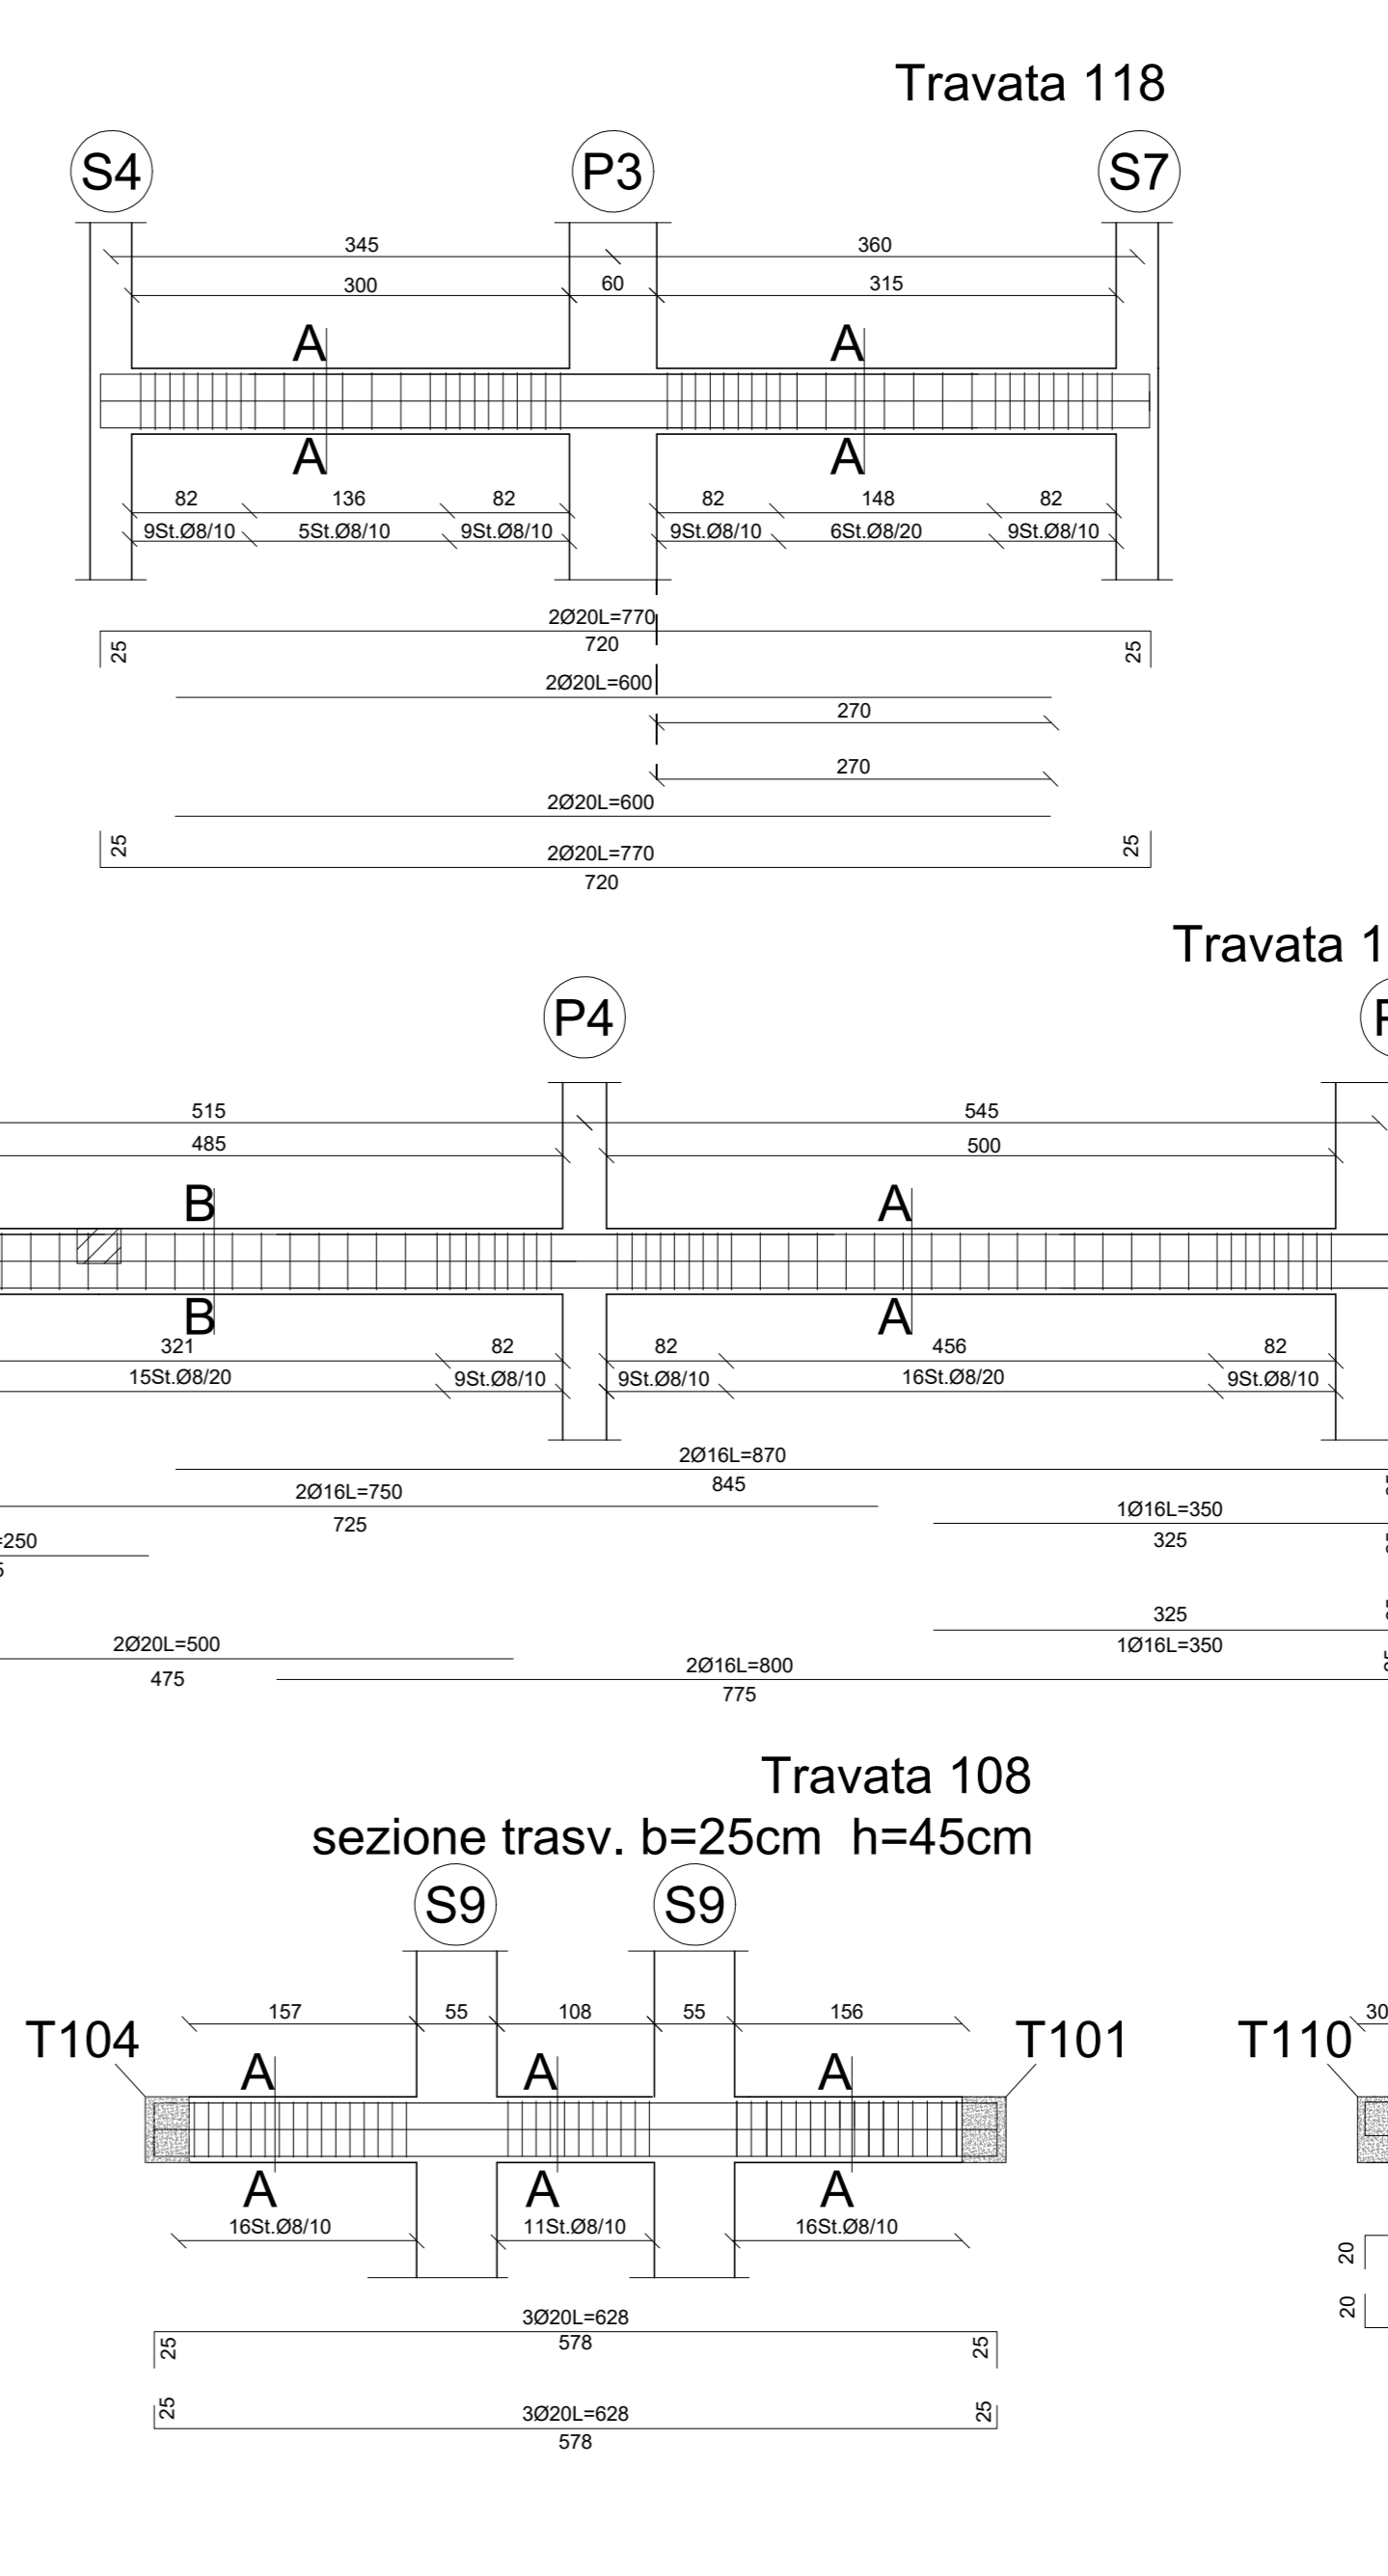 Travata 118
S4 P3 S7
345 360
300 60 315
A A
A A
82 136 82 82 148 82
9St.Ø8/10 5St.Ø8/10 9St.Ø8/10 9St.Ø8/10 6St.Ø8/20 9St.Ø8/10
2Ø20L=770
25 720 25
2Ø20L=600
270
270
2Ø20L=600
25 25
2Ø20L=770
720
Travata 1
P4
515 545
485 500
B A
B A
321 82 82 456 82
15St.Ø8/20 9St.Ø8/10 9St.Ø8/10 16St.Ø8/20 9St.Ø8/10
2Ø16L=870
845
2Ø16L=750
725
1Ø16L=350
325
=250
325
1Ø16L=350
2Ø20L=500
475
2Ø16L=800
775
Travata 108
sezione trasv. b=25cm h=45cm
S9 S9
157 55 108 55 156 30
T104 T101 T110
A A A
A A A
16St.Ø8/10 11St.Ø8/10 16St.Ø8/10
20
20
3Ø20L=628
25 578 25
25 25
3Ø20L=628
578